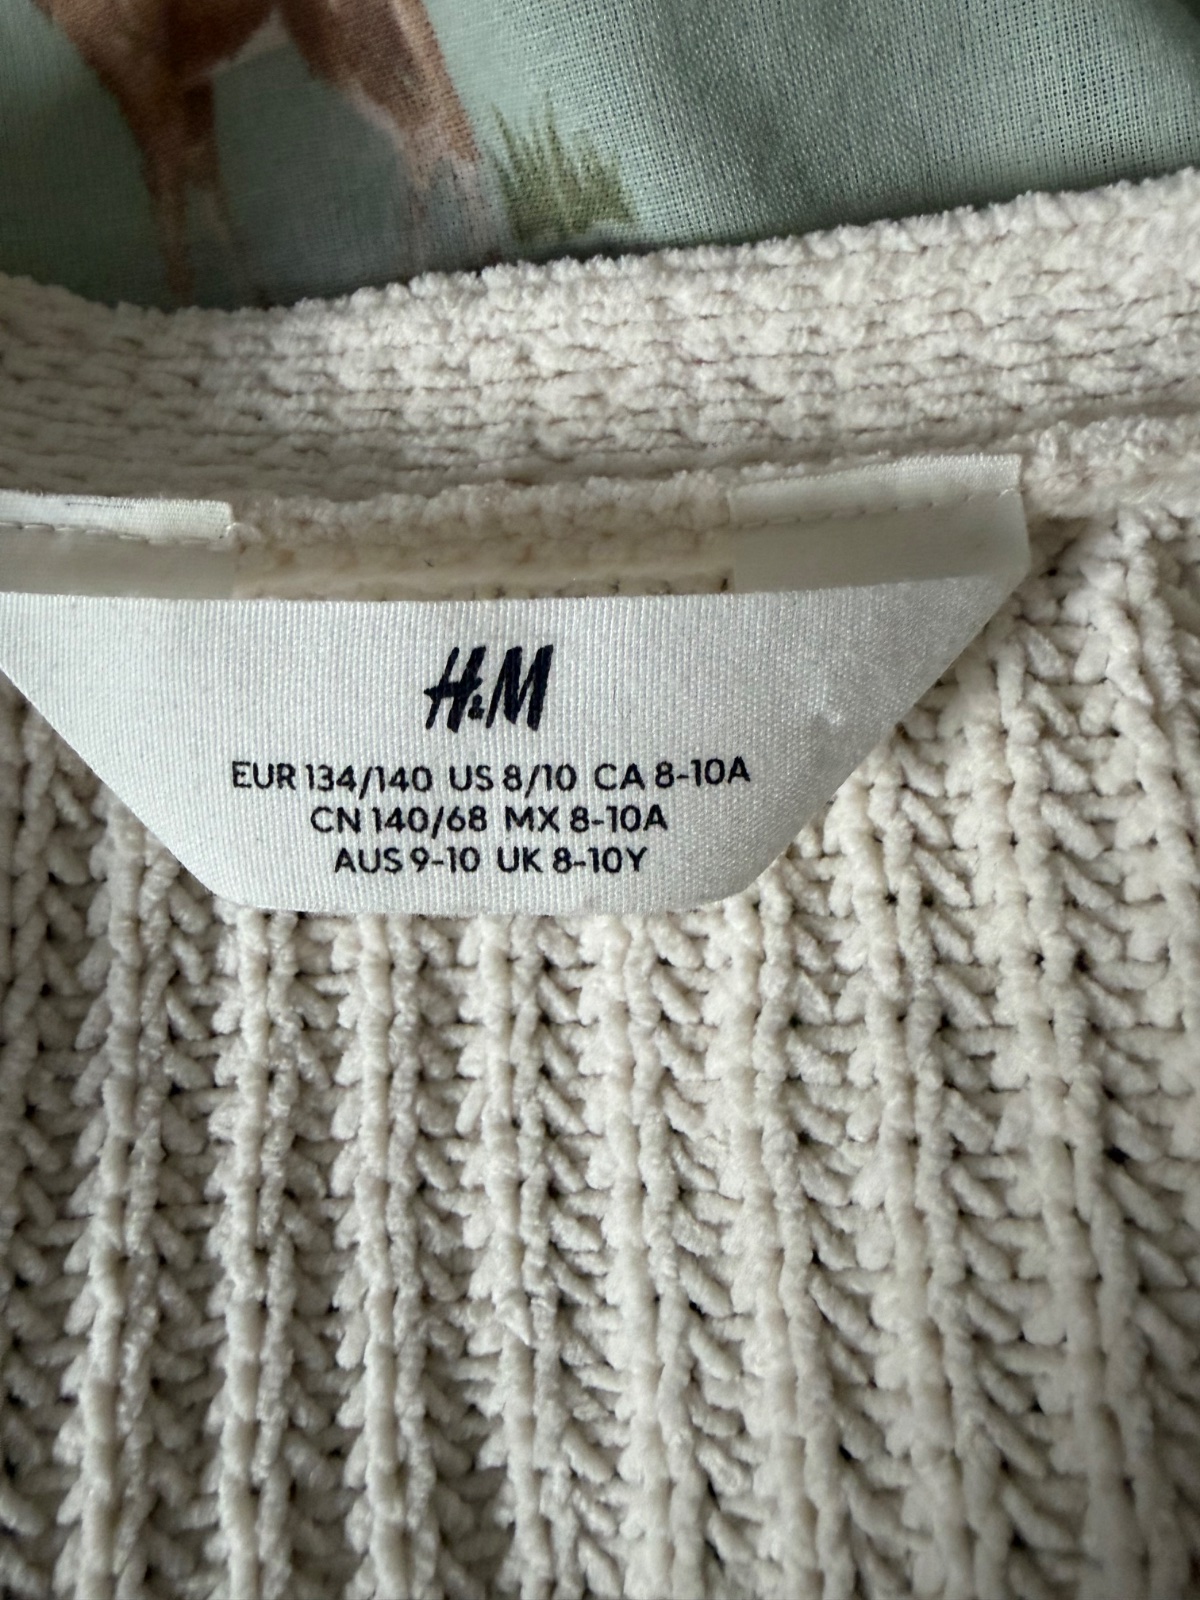 H&M
EUR 134/140 US 8/10 CA 8-10A
CN 140/68 MX 8-10A
AUS 9-10 UK 8-10Y